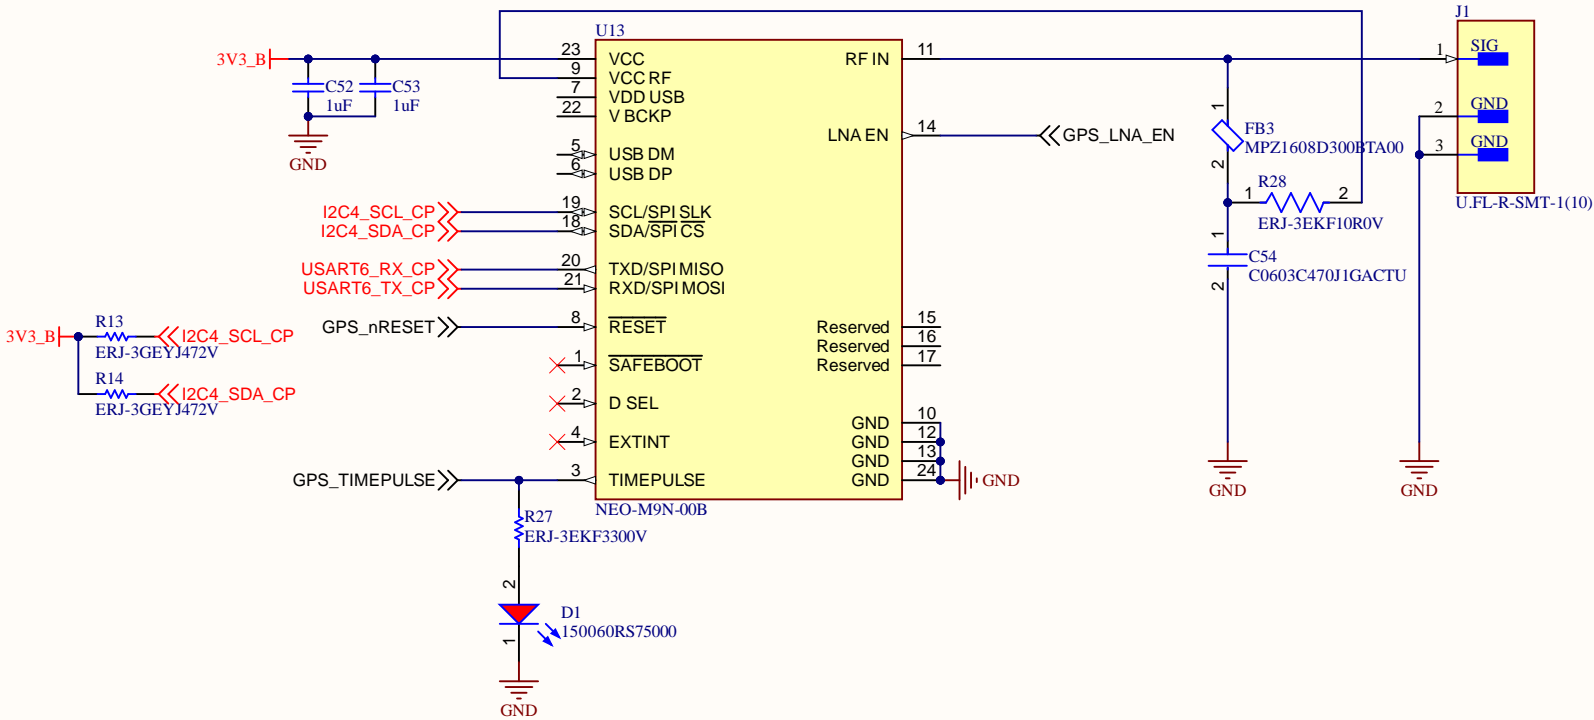 J1
U13
3V3_B
23
VCC
RF IN
11
1
SIG
9
VCC RF
C52
1uF
C53
1uF
7
VDD USB
22
V BCKP
GND
LNA EN
14
GPS_LNA_EN
1
FB3
MPZ1608D300BTA00
2
2
GND
3
GND
U.FL-R-SMT-1(10)
5
USB DM
6
USB DP
R28
1
2
ERJ-3EKF10R0V
I2C4_SCL_CP
19
SCL/SPI SLK
I2C4_SDA_CP
18
SDA/SPI CS
1
C54
C0603C470J1GACTU
2
USART6_RX_CP
20
TXD/SPI MISO
USART6_TX_CP
21
RXD/SPI MOSI
GPS_nRESET
8
RESET
Reserved
15
Reserved
16
Reserved
17
3V3_B
R13
I2C4_SCL_CP
ERJ-3GEYJ472V
R14
I2C4_SDA_CP
ERJ-3GEYJ472V
1
SAFEBOOT
2
D SEL
4
EXTINT
GND
10
GND
12
GND
13
GND
24
GND
GND
GND
GPS_TIMEPULSE
3
TIMEPULSE
NEO-M9N-00B
R27
ERJ-3EKF3300V
2
D1
150060RS75000
1
GND